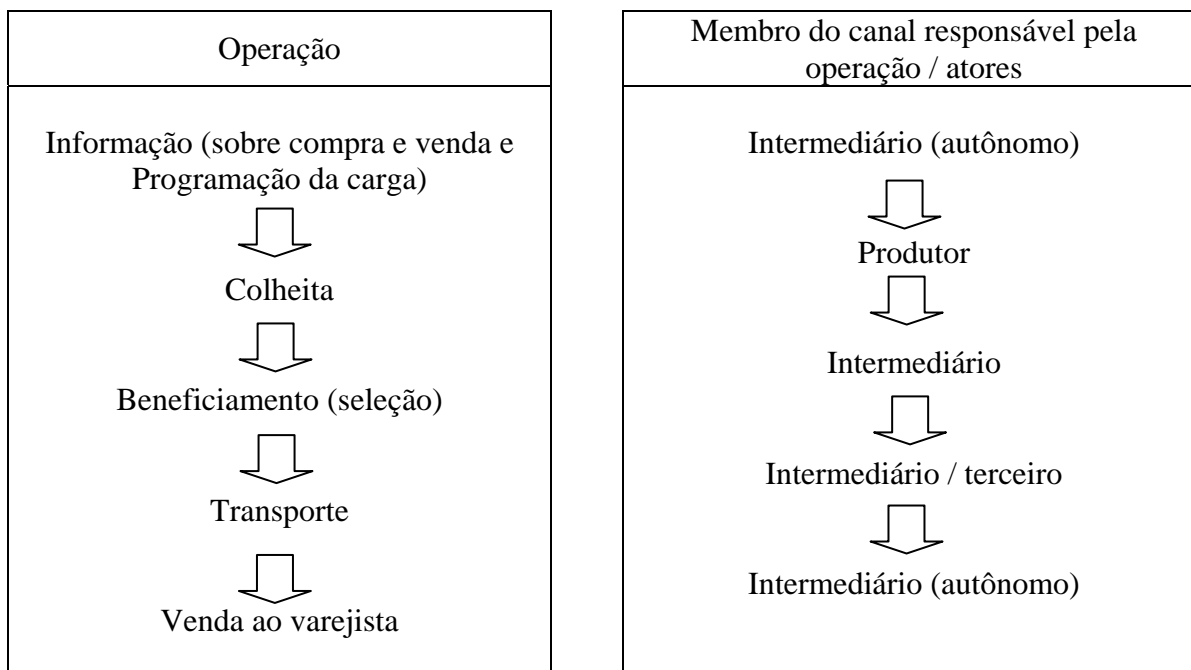 Operação
Informação (sobre compra e venda e
Programação da carga)
Colheita
Beneficiamento (seleção)
Transporte
Venda ao varejista
Membro do canal responsável pela
operação / atores
Intermediário (autônomo)
Produtor
Intermediário
Intermediário / terceiro
Intermediário (autônomo)